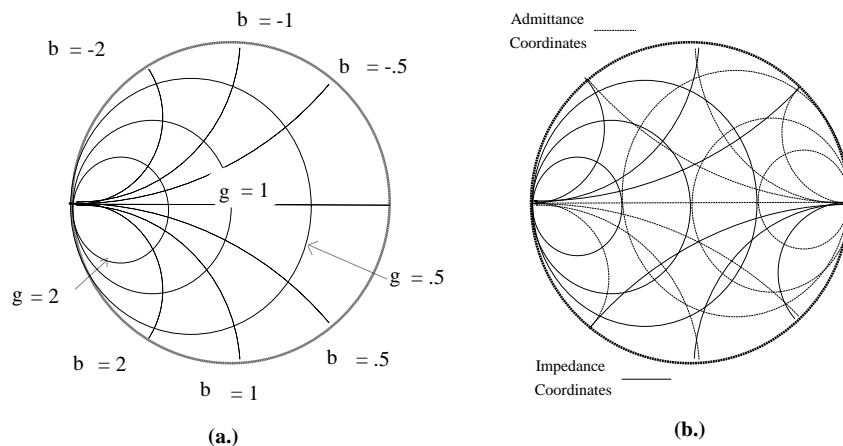 b = -1
b = -2
b = -.5
g = 1
g = .5
g = 2
b = 2
b = .5
b = 1
(a.)
Admittance
Coordinates
Impedance
Coordinates
(b.)